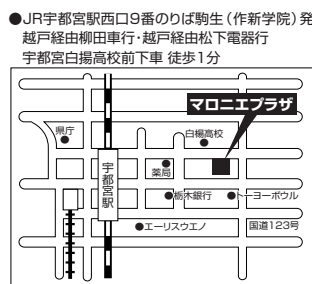 ●JR宇都宮駅西口9番のりば駒生(作新学院)発
越戸経由柳田車行・越戸経由松下電器行
宇都宮白揚高校前下車 徒歩1分
マロニエプラザ
県庁
白楊高校
薬局
宇都宮駅
栃木銀行
トーヨーボウル
エーリスウエノ
国道123号